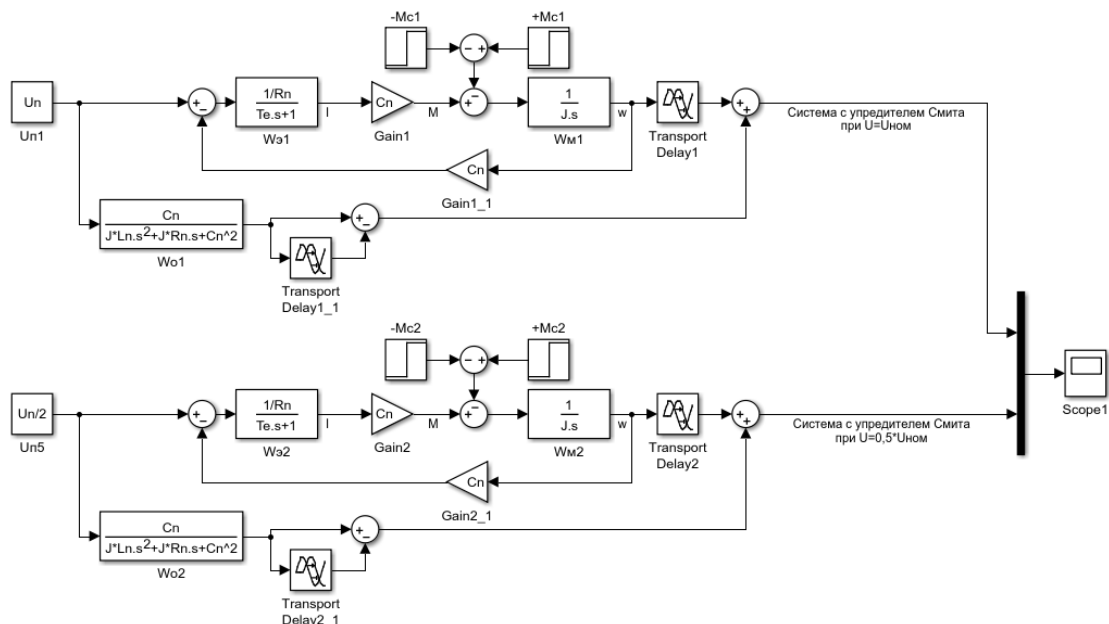 -Mc1
+Mc1
Un
Un1
1/Rn
Te.s+1
Wэ1
I
Cn
Gain1
M
1
J.s
Wм1
w
Transport
Delay1
Система с упредителем Смита
при U=Uном
Cn
Gain1_1
Cn
J*Ln.s²+J*Rn.s+Cn^2
Wo1
Transport
Delay1_1
-Mc2
+Mc2
Un/2
Un5
1/Rn
Te.s+1
Wэ2
I
Cn
Gain2
M
1
J.s
Wм2
w
Transport
Delay2
Система с упредителем Смита
при U=0,5*Uном
Scope1
Cn
Gain2_1
Cn
J*Ln.s²+J*Rn.s+Cn^2
Wo2
Transport
Delay2_1